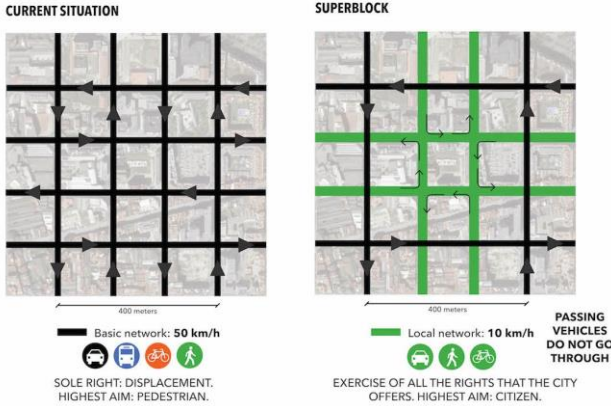 CURRENT SITUATION
400 meters
Basic network: 50 km/h
SOLE RIGHT: DISPLACEMENT.
HIGHEST AIM: PEDESTRIAN.
SUPERBLOCK
400 meters
Local network: 10 km/h
EXERCISE OF ALL THE RIGHTS THAT THE CITY
OFFERS. HIGHEST AIM: CITIZEN.
PASSING
VEHICLES
DO NOT GO
THROUGH